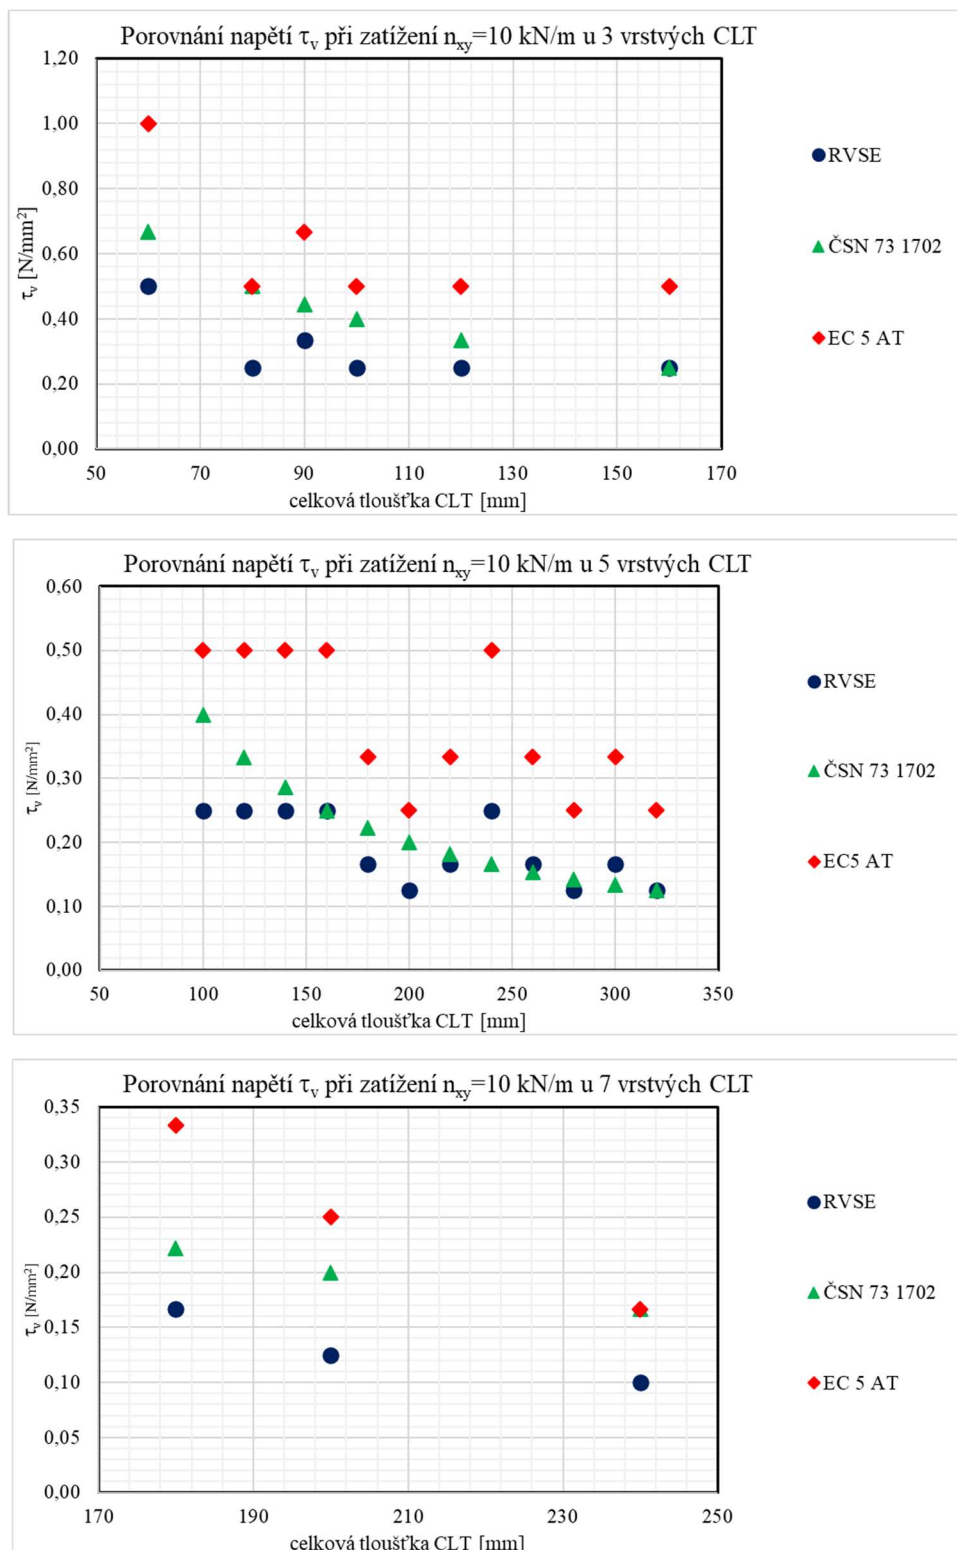 Porovnání napětí τv při zatížení nxy=10 kN/m u 3 vrstvých CLT
1,20
1,00
0,80
0,60
0,40
0,20
0,00
τv [N/mm²]
50 70 90 110 130 150 170
celková tloušťka CLT [mm]
RVSE
ČSN 73 1702
EC 5 AT
Porovnání napětí τv při zatížení nxy=10 kN/m u 5 vrstvých CLT
0,60
0,50
0,40
0,30
0,20
0,10
0,00
τv [N/mm²]
50 100 150 200 250 300 350
celková tloušťka CLT [mm]
RVSE
ČSN 73 1702
EC5 AT
Porovnání napětí τv při zatížení nxy=10 kN/m u 7 vrstvých CLT
0,35
0,30
0,25
0,20
0,15
0,10
0,05
0,00
τv [N/mm²]
170 190 210 230 250
celková tloušťka CLT [mm]
RVSE
ČSN 73 1702
EC 5 AT